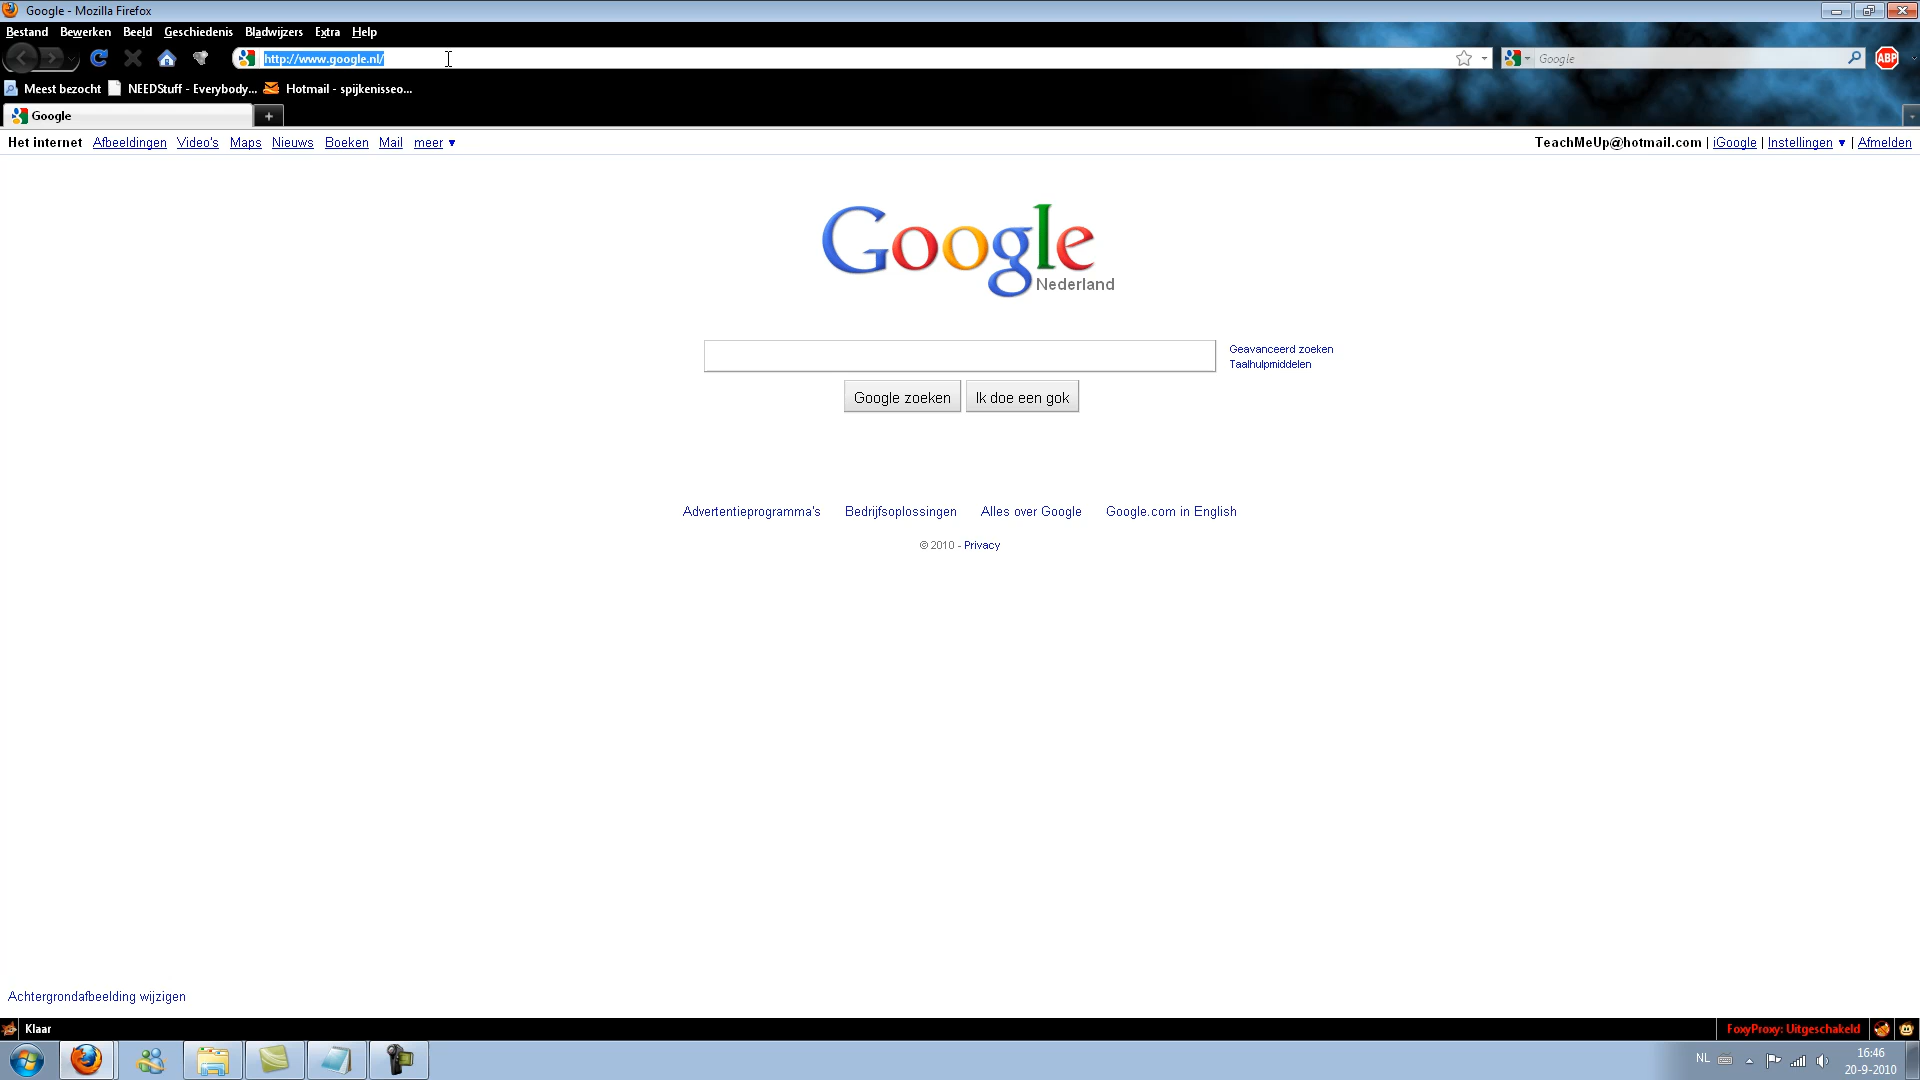 Google - Mozilla Firefox
Bestand Bewerken Beeld Geschiedenis Bladwijzers Extra Help
http://www.google.nl/
Google
ABP
Meest bezocht NEEDStuff - Everybody... Hotmail - spijkenisseo...
Google +
Het internet Afbeeldingen Video's Maps Nieuws Boeken Mail meer ▼
TeachMeUp@hotmail.com | iGoogle | Instellingen ▼ | Afmelden
Google
Nederland
Geavanceerd zoeken
Taalhulpmiddelen
Google zoeken Ik doe een gok
Advertentieprogramma's Bedrijfsoplossingen Alles over Google Google.com in English
© 2010 - Privacy
Achtergrondafbeelding wijzigen
Klaar
FoxyProxy: Uitgeschakeld
NL
16:46
20-9-2010